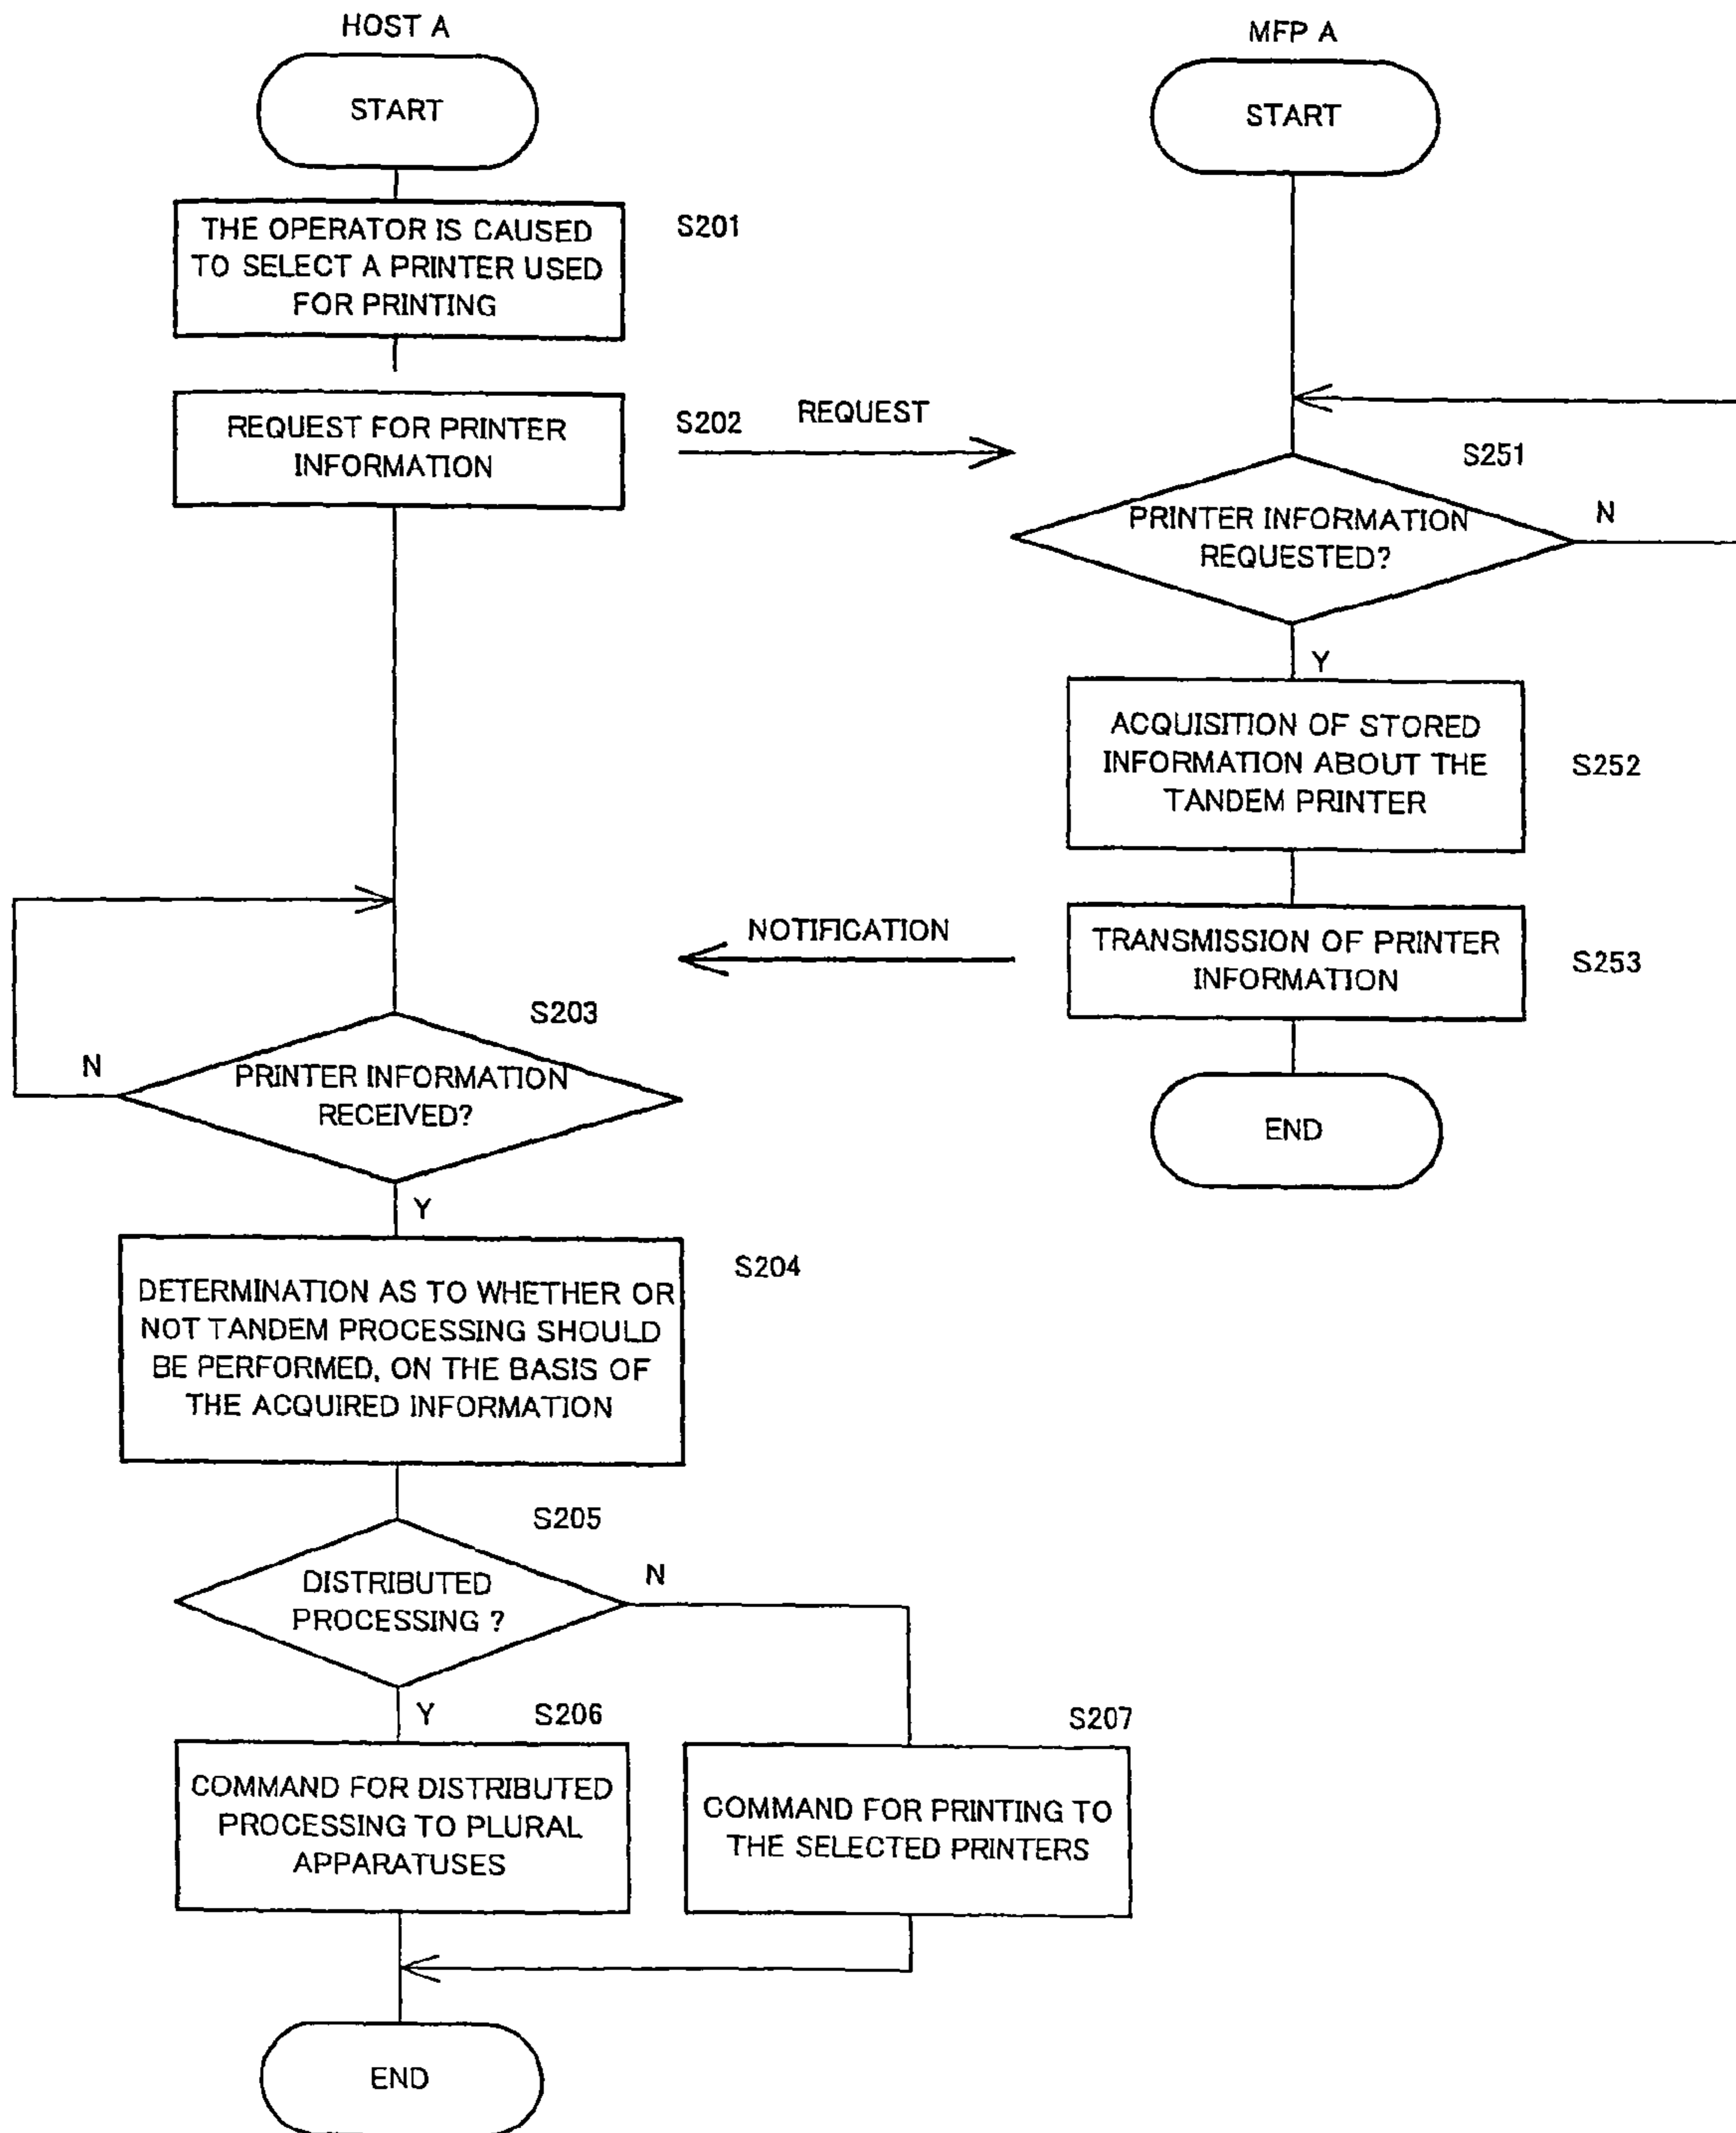 HOST A
START
THE OPERATOR IS CAUSED
TO SELECT A PRINTER USED
FOR PRINTING
S201
REQUEST FOR PRINTER
INFORMATION
S202
REQUEST
NOTIFICATION
S203
PRINTER INFORMATION
RECEIVED?
N
Y
DETERMINATION AS TO WHETHER OR
NOT TANDEM PROCESSING SHOULD
BE PERFORMED, ON THE BASIS OF
THE ACQUIRED INFORMATION
S204
S205
DISTRIBUTED
PROCESSING ?
N
Y
S206
COMMAND FOR DISTRIBUTED
PROCESSING TO PLURAL
APPARATUSES
S207
COMMAND FOR PRINTING TO
THE SELECTED PRINTERS
END
MFP A
START
S251
PRINTER INFORMATION
REQUESTED?
N
Y
ACQUISITION OF STORED
INFORMATION ABOUT THE
TANDEM PRINTER
S252
TRANSMISSION OF PRINTER
INFORMATION
S253
END